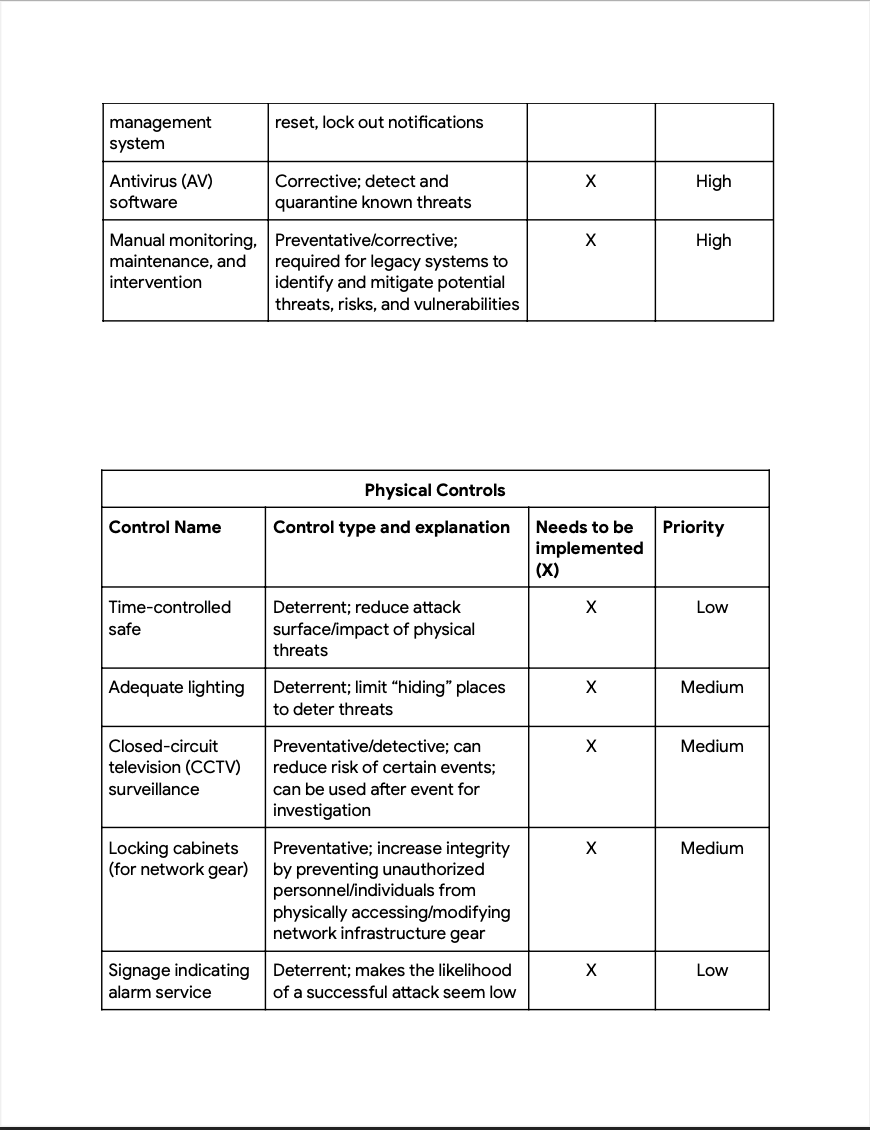 management
system
reset, lock out notifications
Antivirus (AV)
software
Corrective; detect and
quarantine known threats
X
High
Manual monitoring,
maintenance, and
intervention
Preventative/corrective;
required for legacy systems to
identify and mitigate potential
threats, risks, and vulnerabilities
X
High
Physical Controls
Control Name
Control type and explanation
Needs to be
implemented
(X)
Priority
Time-controlled
safe
Deterrent; reduce attack
surface/impact of physical
threats
X
Low
Adequate lighting
Deterrent; limit “hiding” places
to deter threats
X
Medium
Closed-circuit
television (CCTV)
surveillance
Preventative/detective; can
reduce risk of certain events;
can be used after event for
investigation
X
Medium
Locking cabinets
(for network gear)
Preventative; increase integrity
by preventing unauthorized
personnel/individuals from
physically accessing/modifying
network infrastructure gear
X
Medium
Signage indicating
alarm service
Deterrent; makes the likelihood
of a successful attack seem low
X
Low